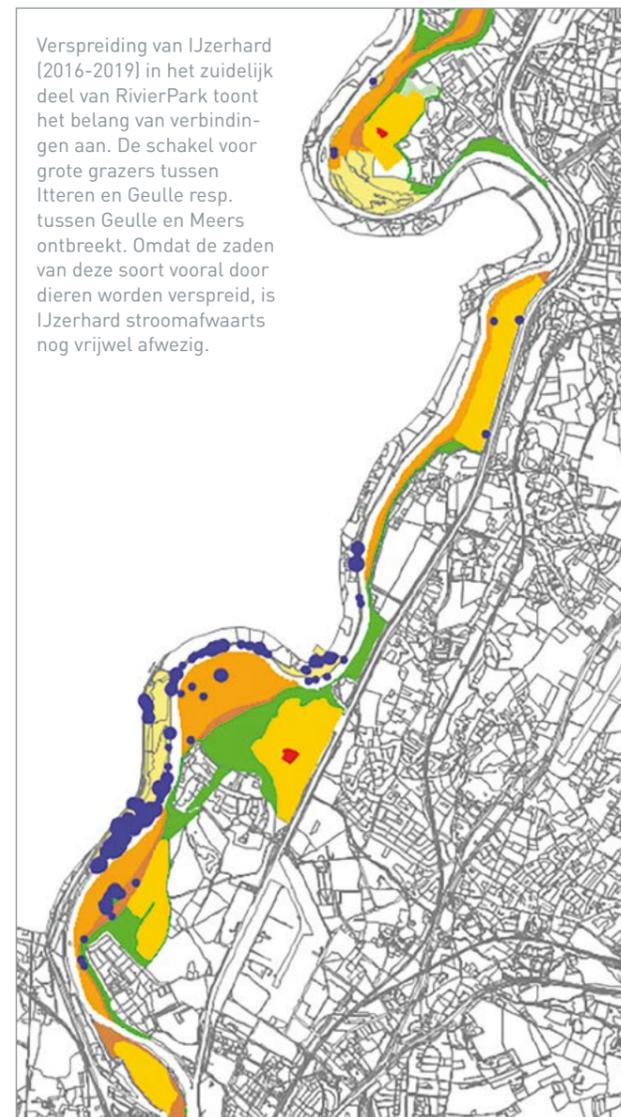 Verspreiding van IJzerhard
(2016-2019) in het zuidelijk
deel van RivierPark toont
het belang van verbindin-
gen aan. De schakel voor
grote grazers tussen
Itteren en Geulle resp.
tussen Geulle en Meers
ontbreekt. Omdat de zaden
van deze soort vooral door
dieren worden verspreid, is
IJzerhard stroomafwaarts
nog vrijwel afwezig.